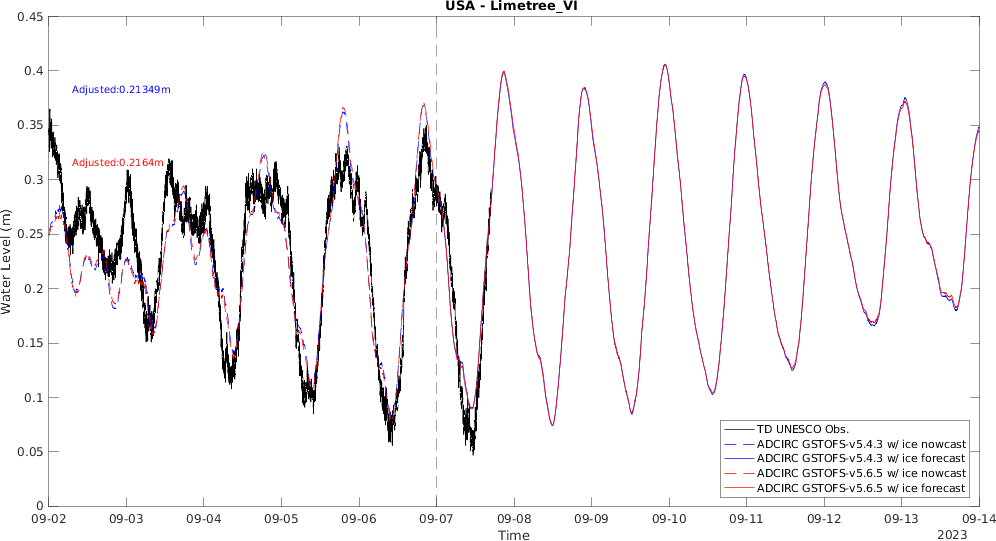 USA - Limetree_VI
0.45
0.4
0.35
0.3
0.25
0.2
0.15
0.1
0.05
0
Water Level (m)
Adjusted:0.21349m
Adjusted:0.2164m
TD UNESCO Obs.
ADCIRC GSTOFS-v5.4.3 w/ ice nowcast
ADCIRC GSTOFS-v5.4.3 w/ ice forecast
ADCIRC GSTOFS-v5.6.5 w/ ice nowcast
ADCIRC GSTOFS-v5.6.5 w/ ice forecast
09-02 09-03 09-04 09-05 09-06 09-07 09-08 09-09 09-10 09-11 09-12 09-13 09-14
Time
2023